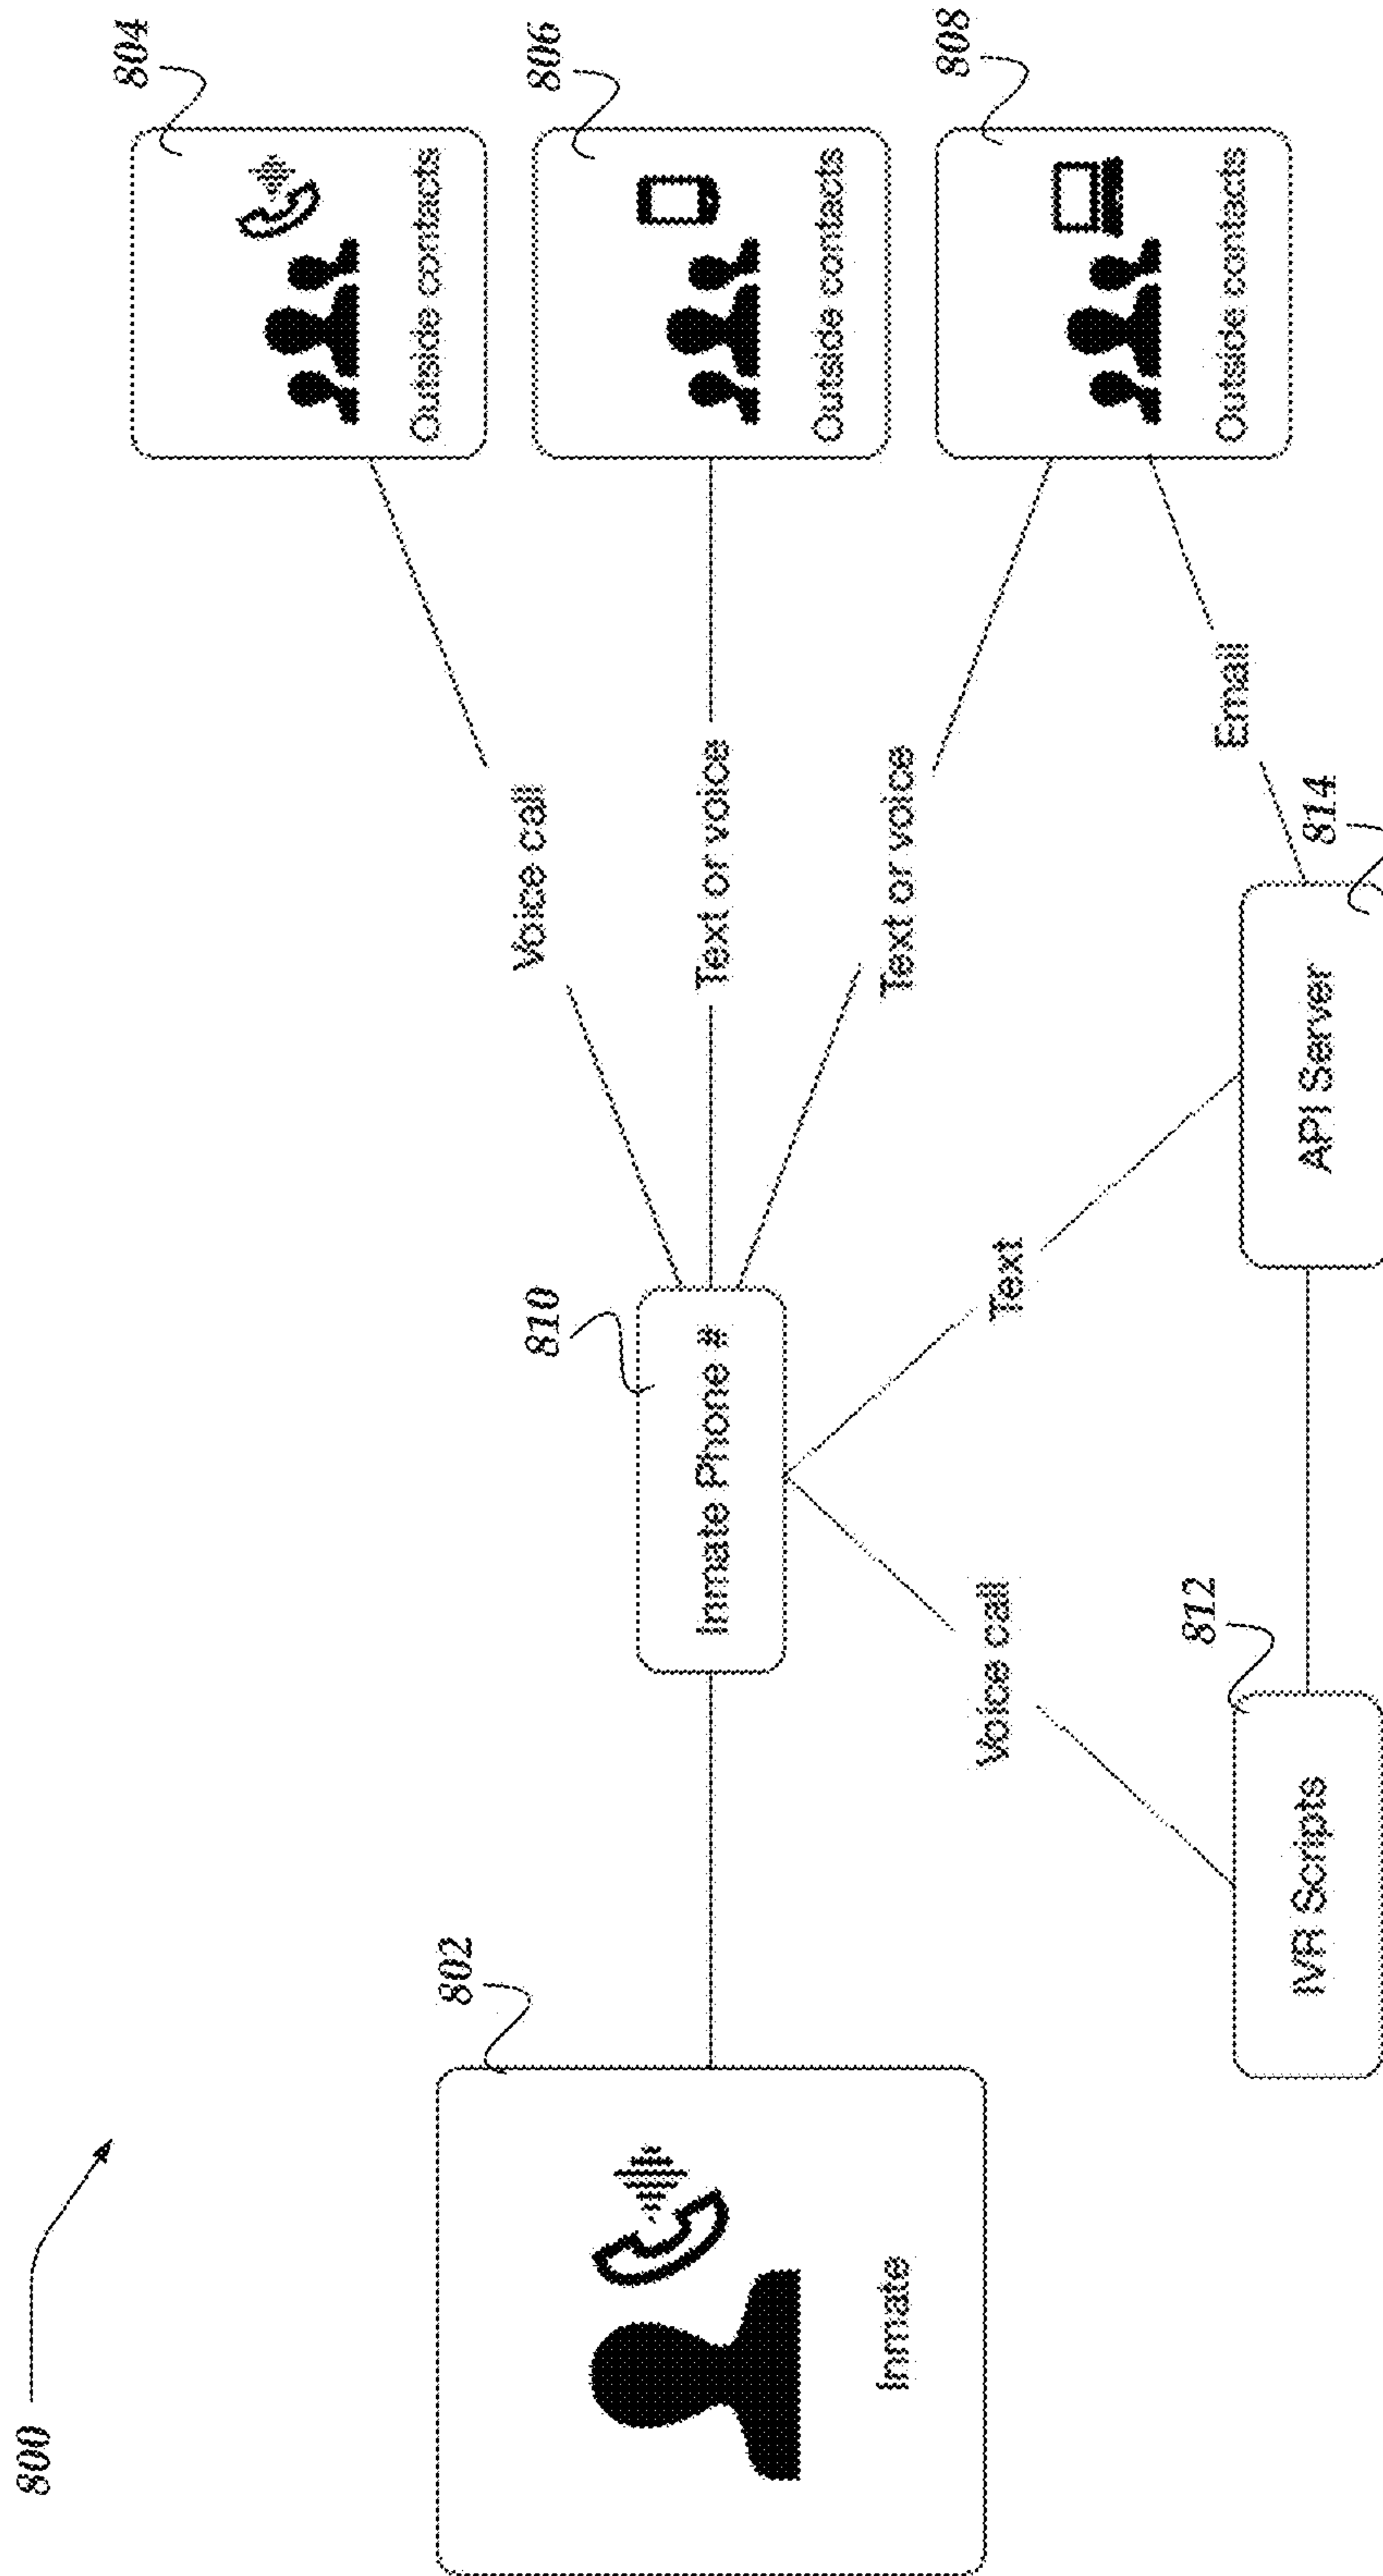 800
802
Inmate
804
Outside contacts
806
Outside contacts
808
Outside contacts
810
Inmate Phone #
Voice call
Text or voice
Text or voice
Email
Voice call
Text
812
IVR Scripts
814
API Server